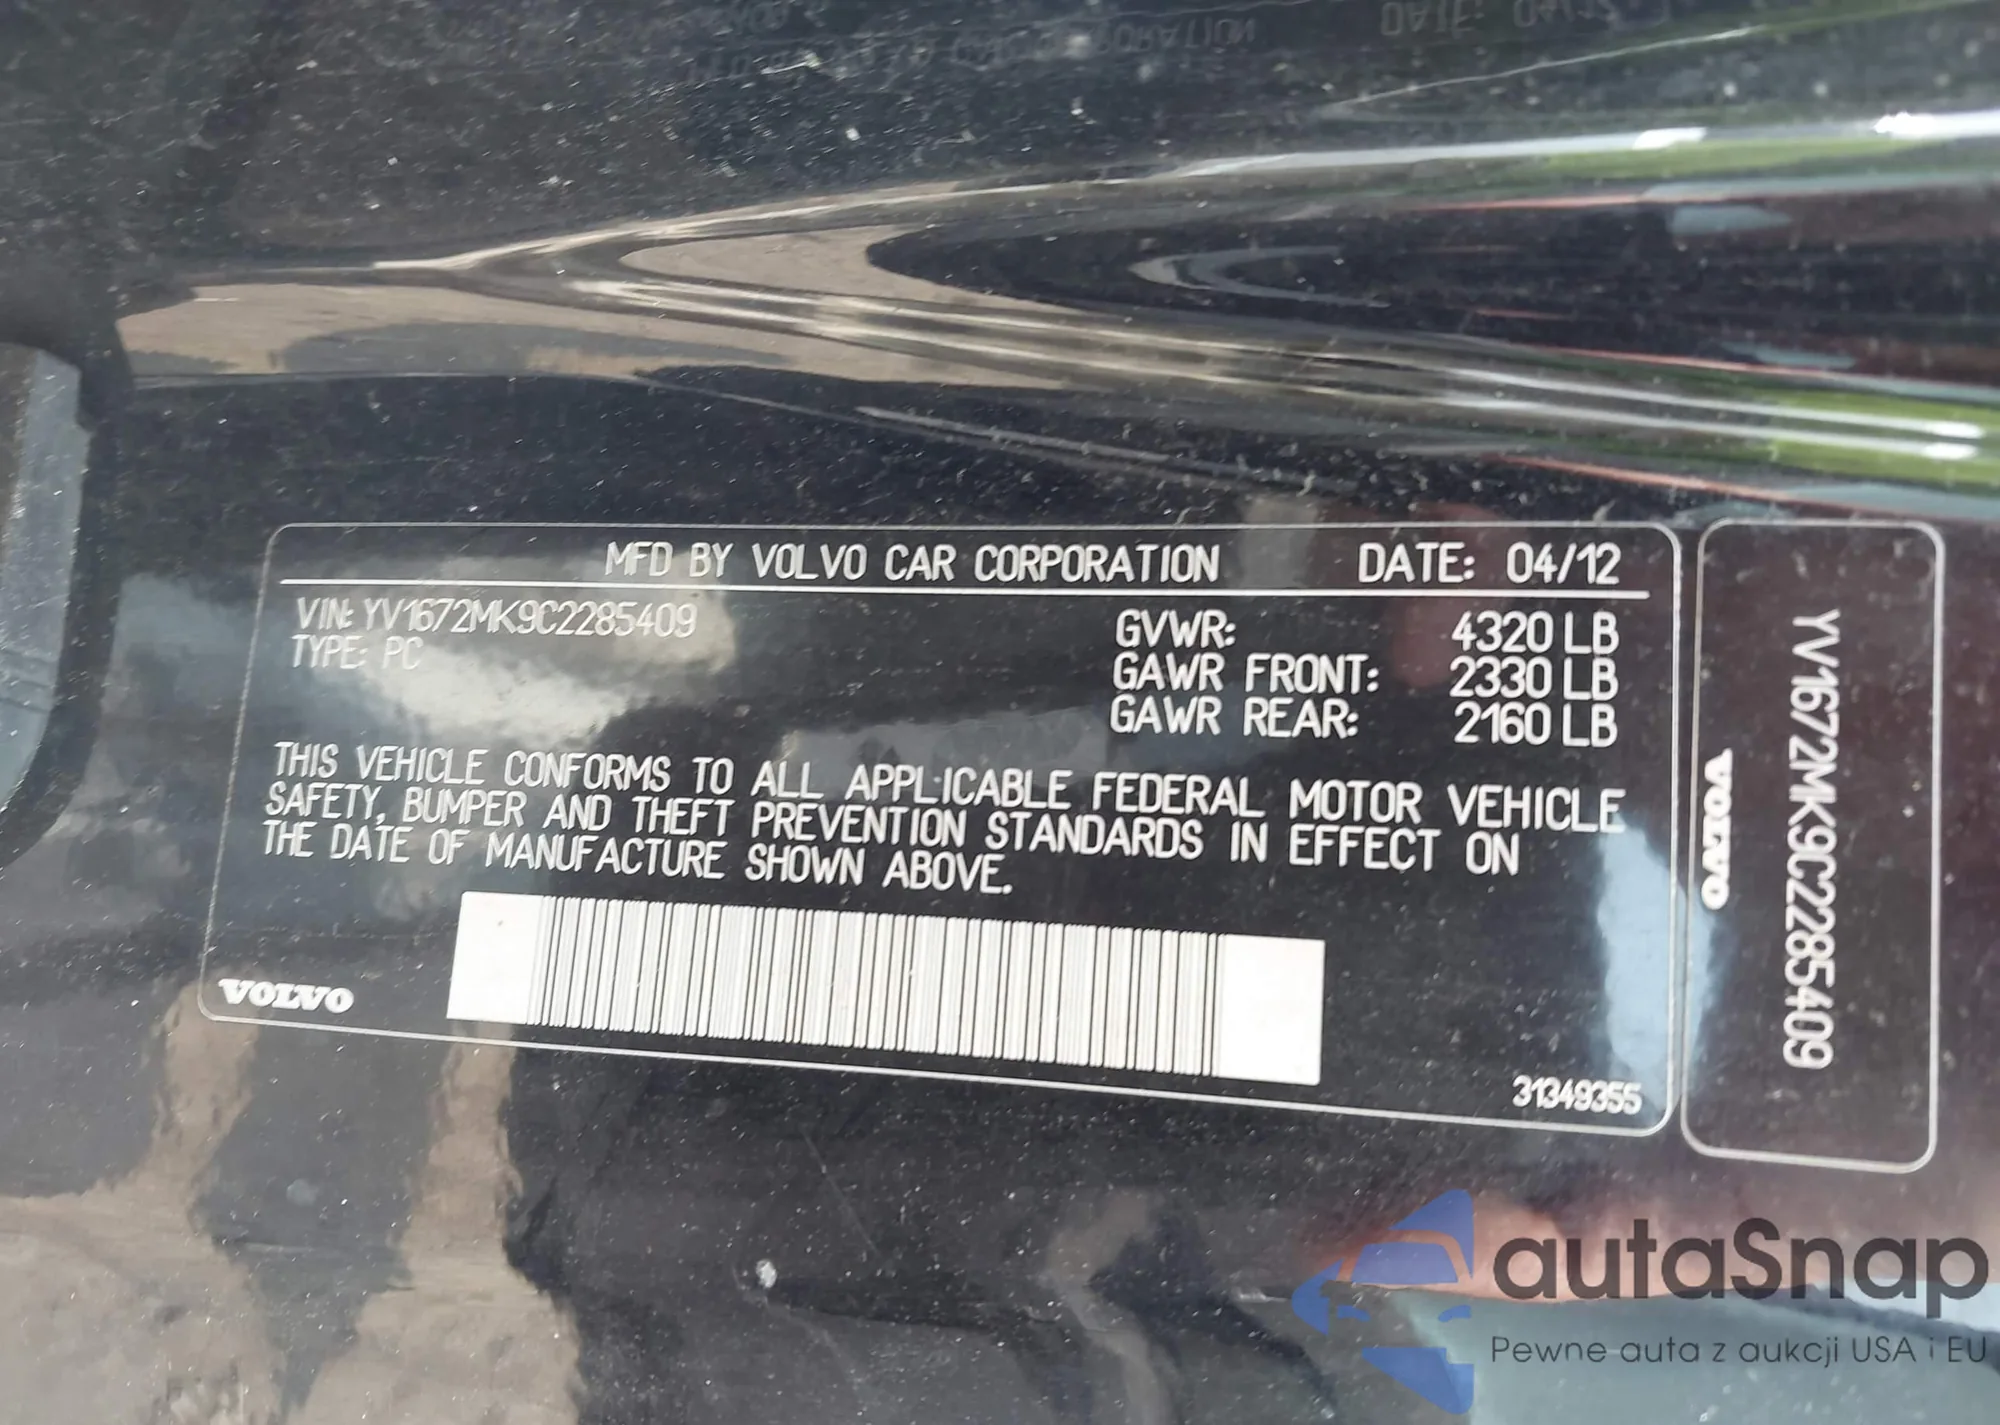 MFD BY VOLVO CAR CORPORATION DATE: 04/12
VIN: YV1672MK9C2285409
TYPE: PC
GVWR: 4320 LB
GAWR FRONT: 2330 LB
GAWR REAR: 2160 LB
THIS VEHICLE CONFORMS TO ALL APPLICABLE FEDERAL MOTOR VEHICLE
SAFETY, BUMPER AND THEFT PREVENTION STANDARDS IN EFFECT ON
THE DATE OF MANUFACTURE SHOWN ABOVE.
VOLVO
31349355
YV1672MK9C2285409
VOLVO
autaSnap
Pewne auta z aukcji USA i EU